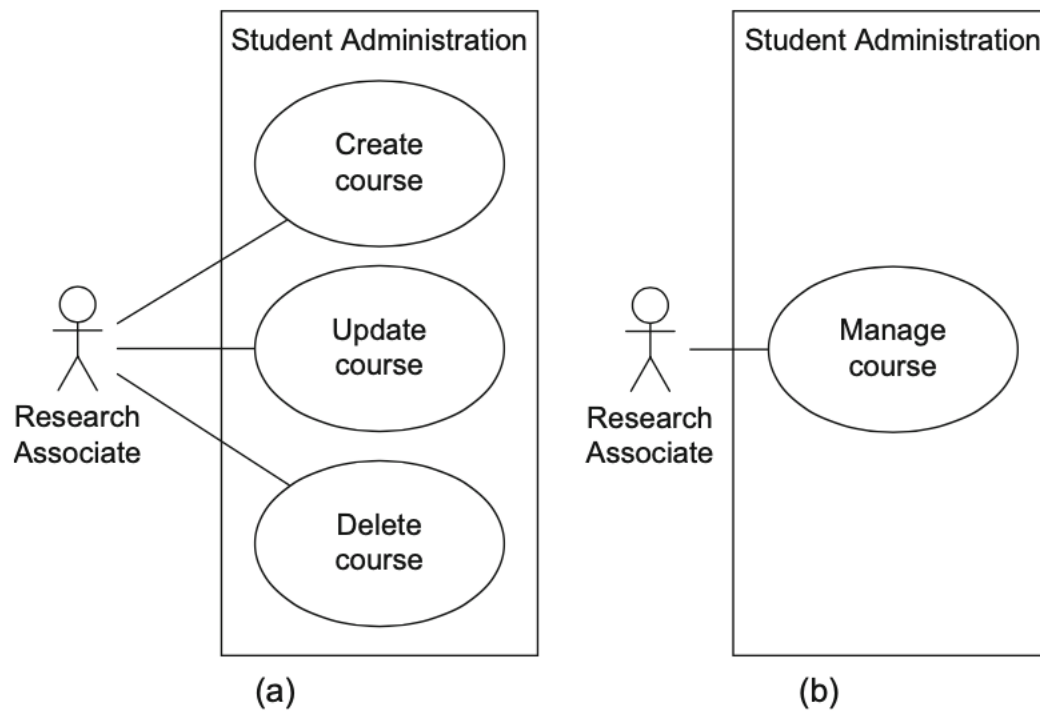 Student Administration
Create
course
Update
course
Delete
course
Research
Associate
(a)
Student Administration
Manage
course
Research
Associate
(b)